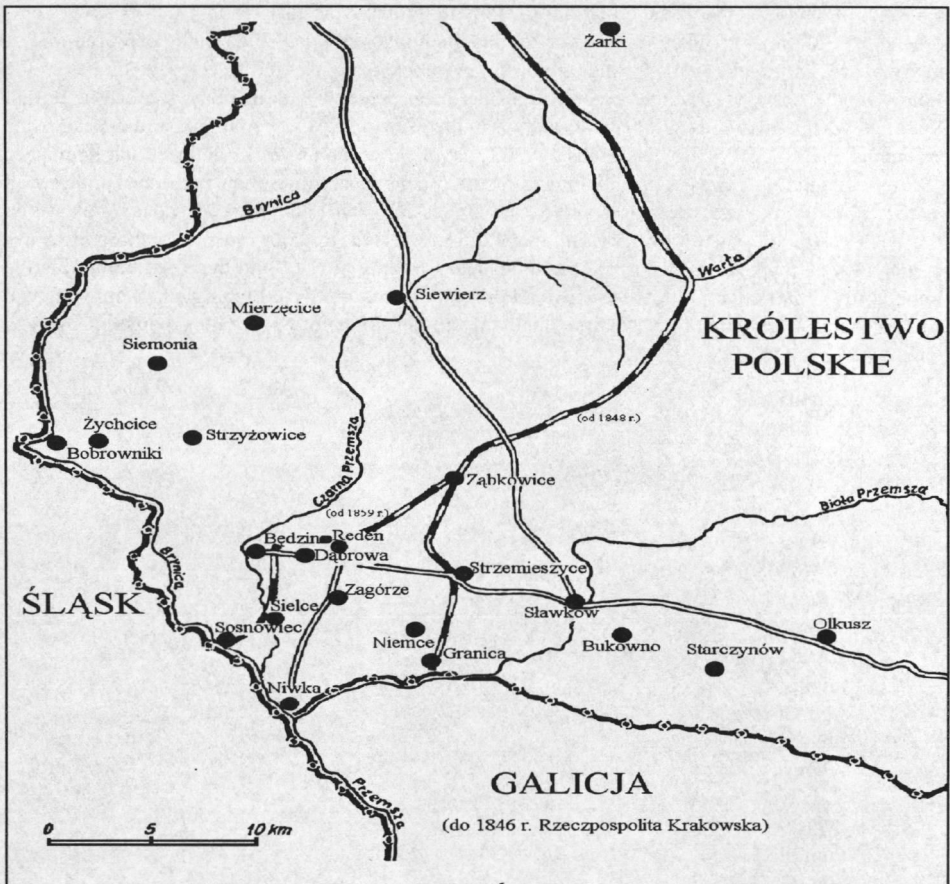 Żarki
Brynica
Warta
Siewierz
Mierzęcice
KRÓLESTWO
POLSKIE
Siemonia
(od 1848 r.)
Żychcice
Strzyżowice
Bobrowniki
Czarna Przemsza
Ząbkowice
Biała Przemsza
(od 1859 r.)
Będzin
Reden
Dąbrowa
Brynica
Strzemieszyce
ŚLĄSK
Sielce
Zagórze
Sławków
Olkusz
Sosnowiec
Niemce
Bukowno
Granica
Starczynów
Niwka
GALICJA
Przemsza
(do 1846 r. Rzeczpospolita Krakowska)
0 5 10 km